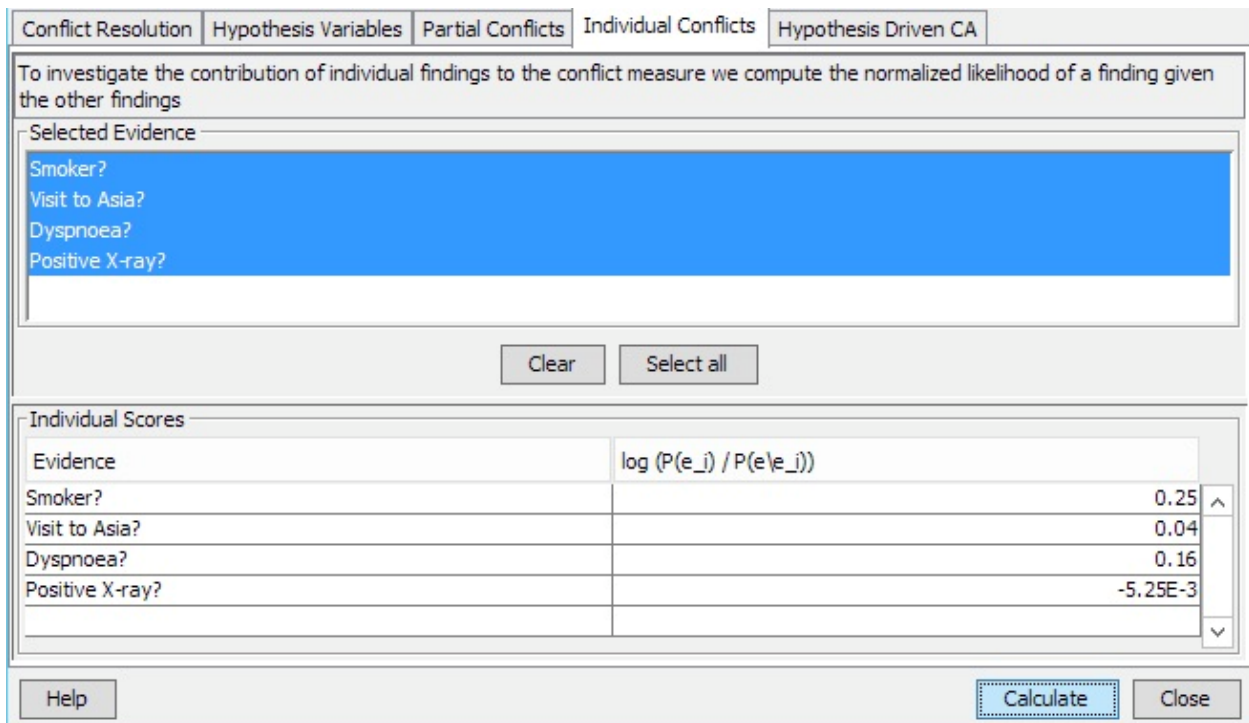 Conflict Resolution Hypothesis Variables Partial Conflicts Individual Conflicts Hypothesis Driven CA
To investigate the contribution of individual findings to the conflict measure we compute the normalized likelihood of a finding given
the other findings
Selected Evidence
Smoker?
Visit to Asia?
Dyspnoea?
Positive X-ray?
Clear Select all
Individual Scores
Evidence log (P(e_i) / P(e\e_i))
Smoker? 0.25
Visit to Asia? 0.04
Dyspnoea? 0.16
Positive X-ray? -5.25E-3
Help Calculate Close